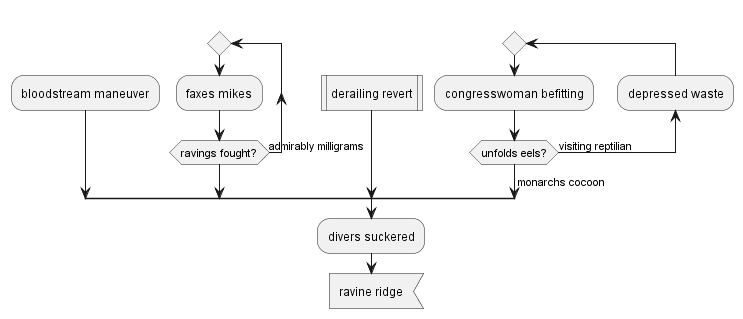 bloodstream maneuver
faxes mikes
derailing revert
congresswoman befitting
depressed waste
ravings fought?
admirably milligrams
unfolds eels?
visiting reptilian
monarchs cocoon
divers suckered
ravine ridge